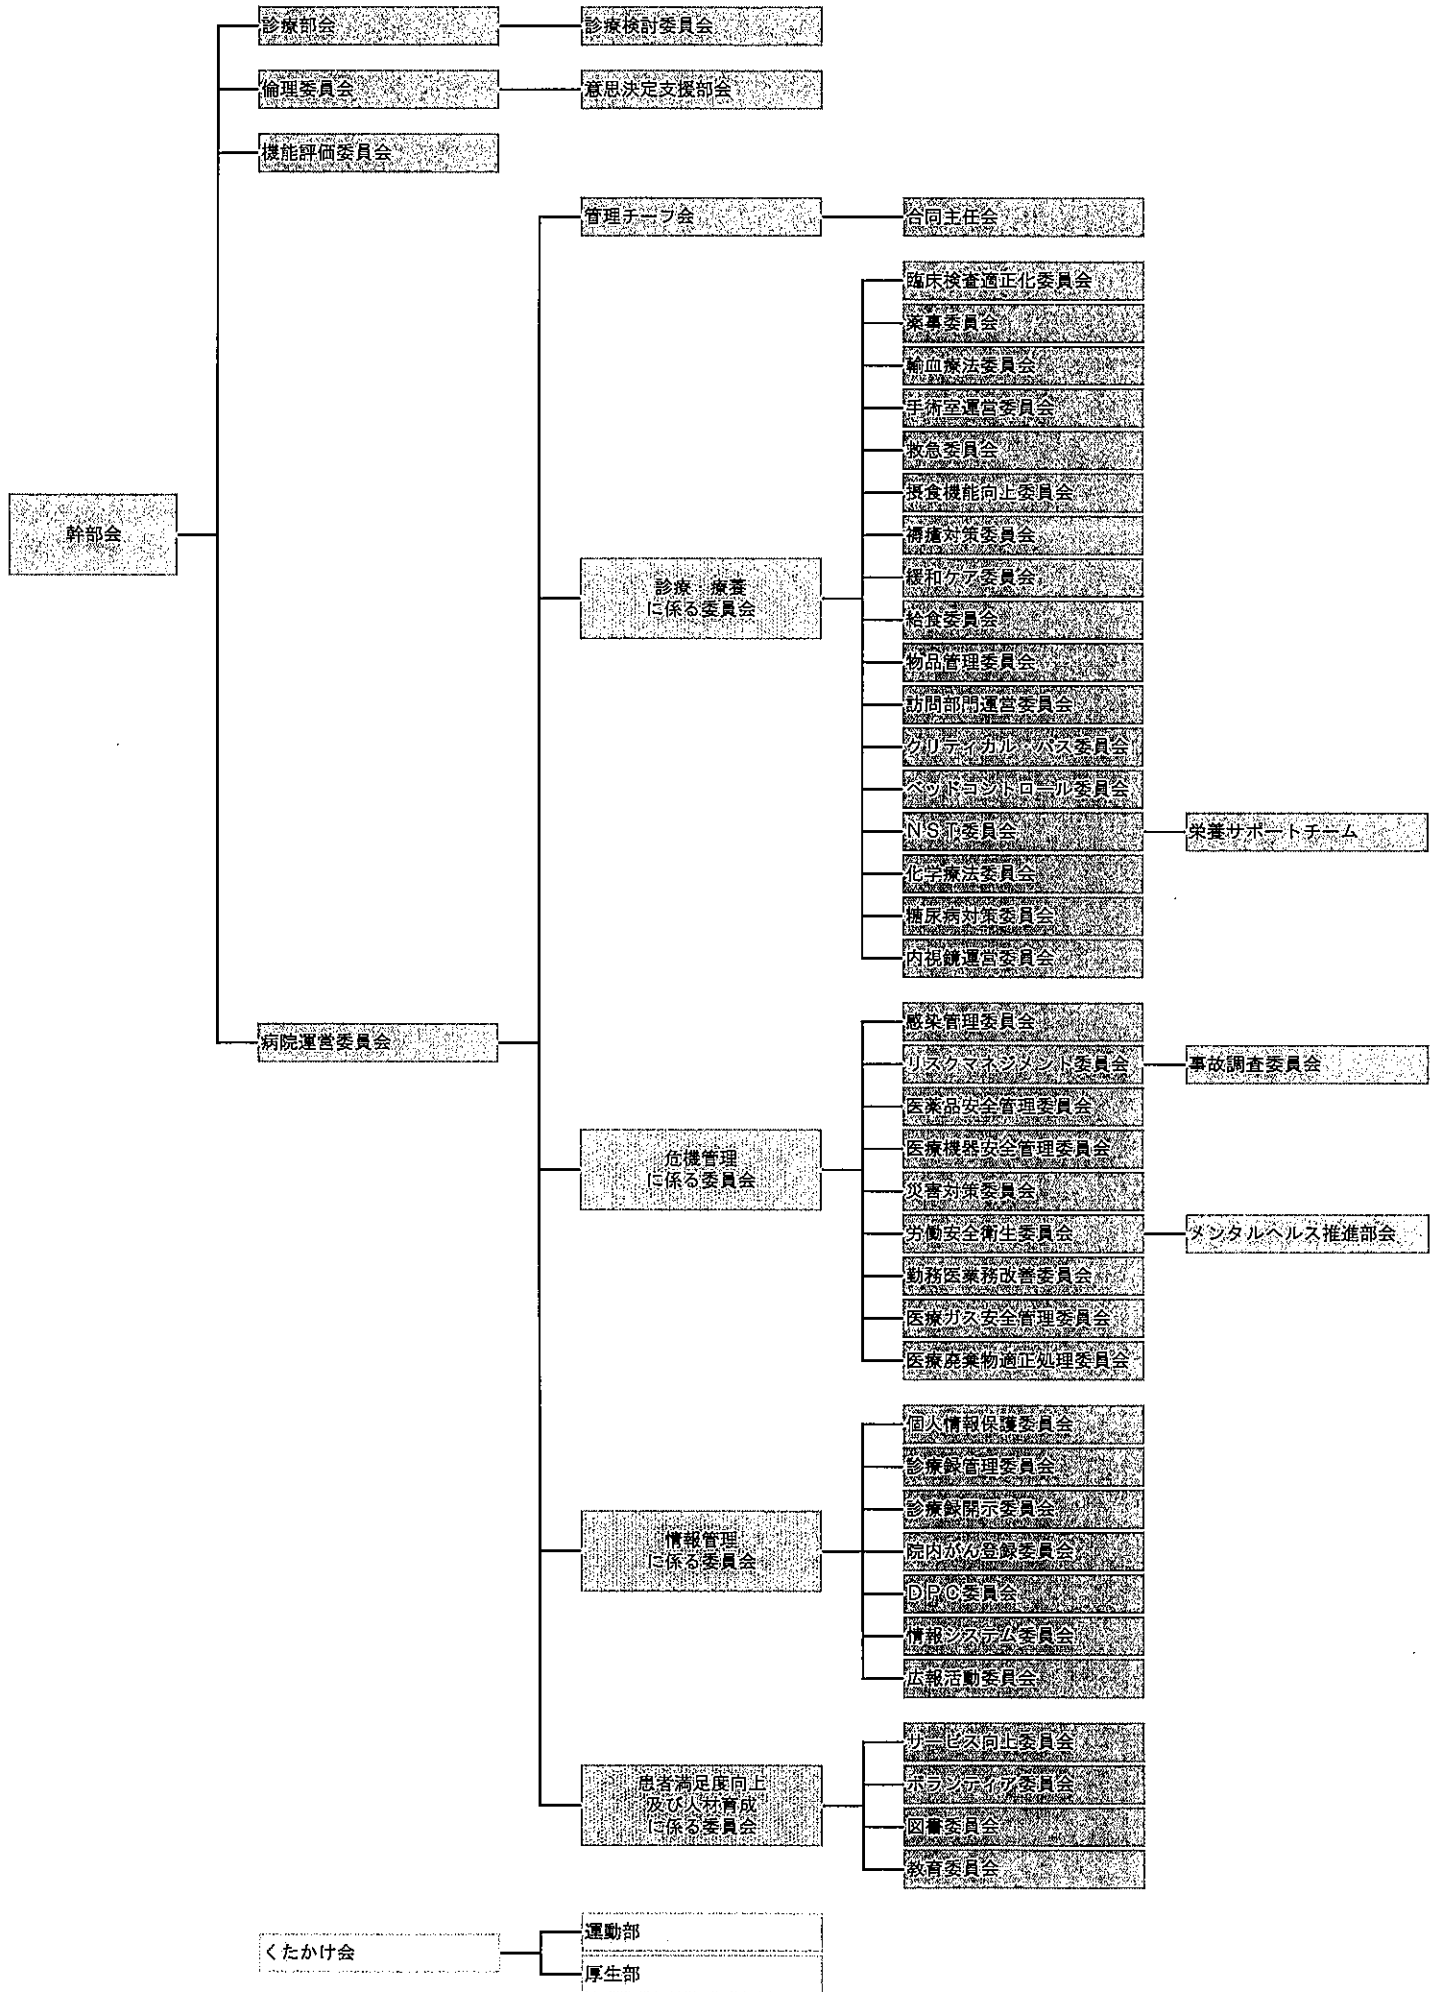 診療部会
診療検討委員会
倫理委員会
意思決定支援部会
機能評価委員会
管理チーフ会
合同主任会
臨床検査適正化委員会
薬事委員会
輸血療法委員会
手術室運営委員会
救急委員会
摂食機能向上委員会
幹部会
褥瘡対策委員会
診療・療養
に係る委員会
緩和ケア委員会
給食委員会
物品管理委員会
訪問部門運営委員会
クリティカル・パス委員会
ベッドコントロール委員会
NST委員会
栄養サポートチーム
化学療法委員会
糖尿病対策委員会
内視鏡運営委員会
病院運営委員会
感染管理委員会
リスクマネジメント委員会
事故調査委員会
医薬品安全管理委員会
危機管理
に係る委員会
医療機器安全管理委員会
災害対策委員会
労働安全衛生委員会
メンタルヘルス推進部会
勤務医業務改善委員会
医療ガス安全管理委員会
医療廃棄物適正処理委員会
個人情報保護委員会
診療録管理委員会
診療録開示委員会
情報管理
に係る委員会
院内がん登録委員会
DPC委員会
情報システム委員会
広報活動委員会
サービス向上委員会
患者満足度向上
及び人材育成
に係る委員会
ボランティア委員会
図書委員会
教育委員会
くたかけ会
運動部
厚生部